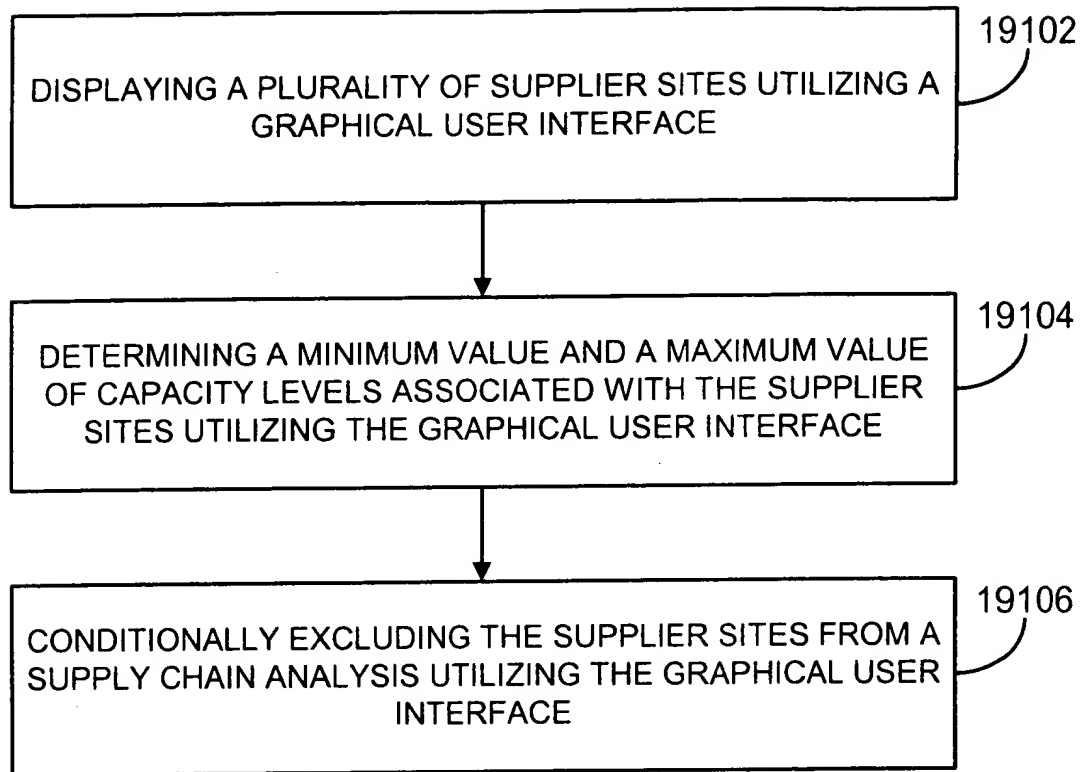 19102
DISPLAYING A PLURALITY OF SUPPLIER SITES UTILIZING A
GRAPHICAL USER INTERFACE
19104
DETERMINING A MINIMUM VALUE AND A MAXIMUM VALUE
OF CAPACITY LEVELS ASSOCIATED WITH THE SUPPLIER
SITES UTILIZING THE GRAPHICAL USER INTERFACE
19106
CONDITIONALLY EXCLUDING THE SUPPLIER SITES FROM A
SUPPLY CHAIN ANALYSIS UTILIZING THE GRAPHICAL USER
INTERFACE